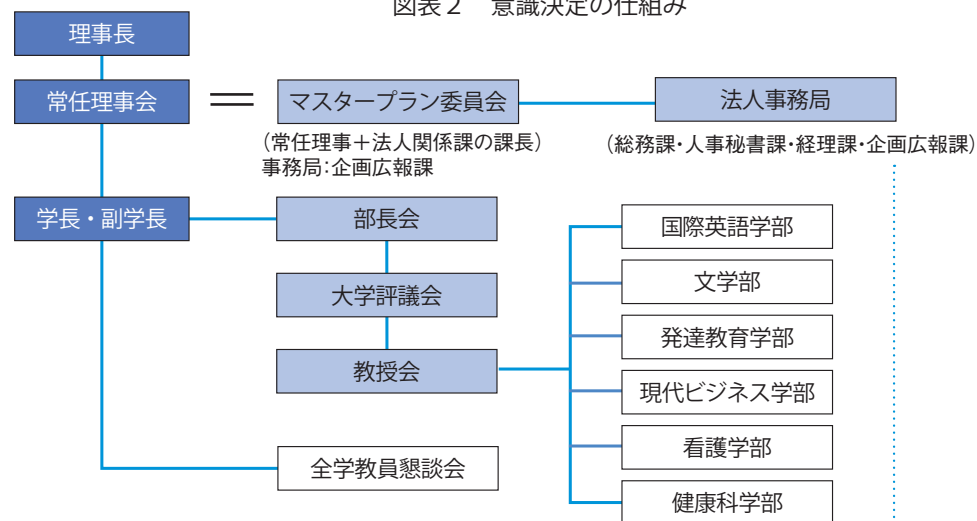 図表２ 意識決定の仕組み
理事長
常任理事会
マスタープラン委員会
法人事務局
(常任理事＋法人関係課の課長)
事務局：企画広報課
(総務課・人事秘書課・経理課・企画広報課)
学長・副学長
部長会
大学評議会
教授会
全学教員懇談会
国際英語学部
文学部
発達教育学部
現代ビジネス学部
看護学部
健康科学部